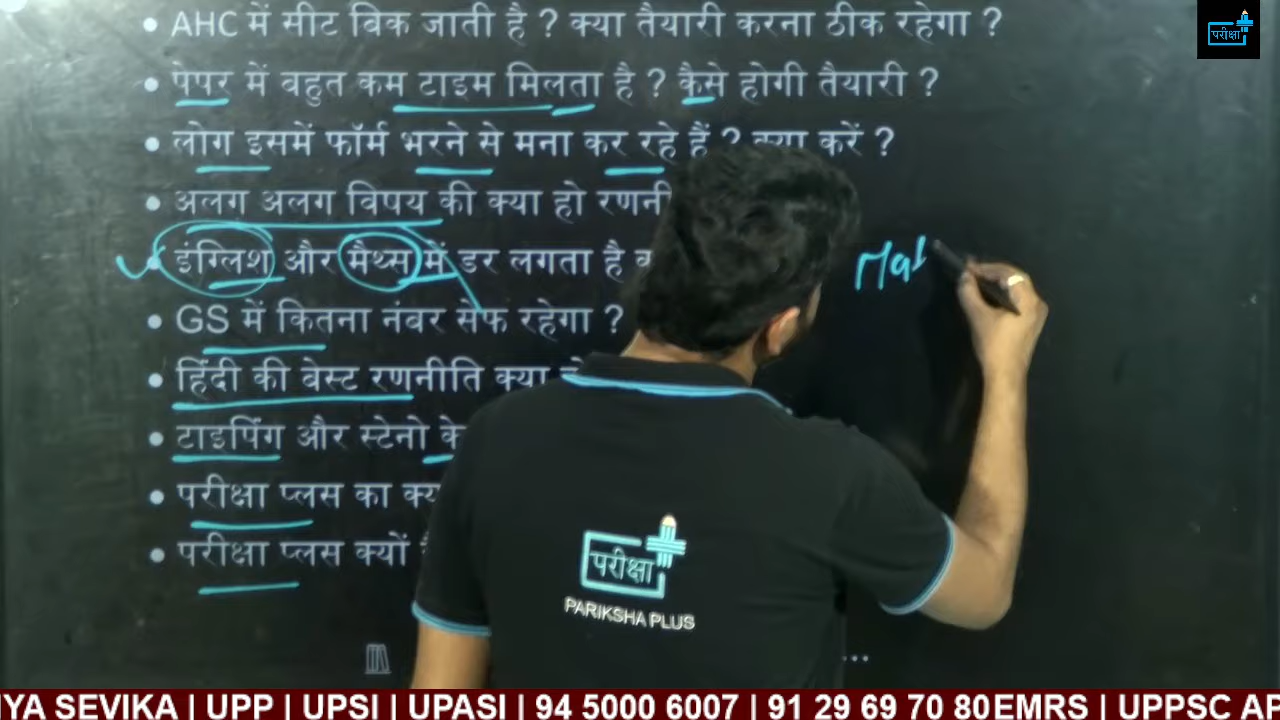 • AHC में सीट बिक जाती है ? क्या तैयारी करना ठीक रहेगा ?
परीक्षा
• पेपर में बहुत कम टाइम मिलता है ? कैसे होगी तैयारी ?
• लोग इसमें फॉर्म भरने से मना कर रहे हैं ? क्या करें ?
• अलग अलग विषय की क्या हो
• इंग्लिश और मैथ्स में डर लगता है
Mat
• GS में कितना नंबर सेफ रहेगा ?
• हिंदी की बेस्ट रणनीति क्या
• टाइपिंग और स्टेनो के
• परीक्षा प्लस का
• परीक्षा प्लस क्यों
परीक्षा
PARIKSHA PLUS
...
YA SEVIKA | UPP | UPSI | UPASI | 94 5000 6007 | 91 29 69 70 80EMRS | UPPSC AP